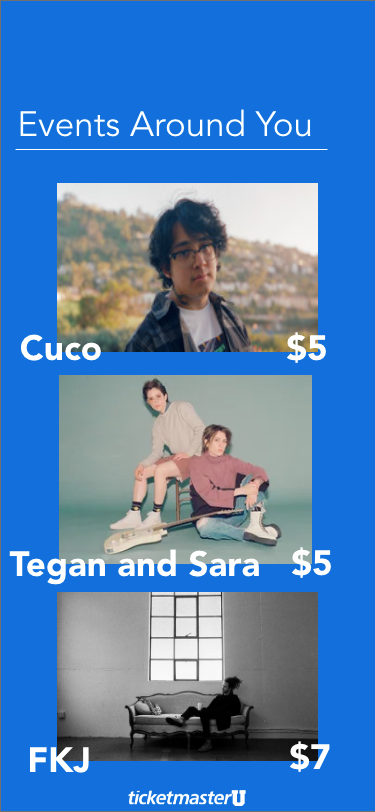 Events Around You
Cuco $5
Tegan and Sara $5
FKJ $7
ticketmasterU